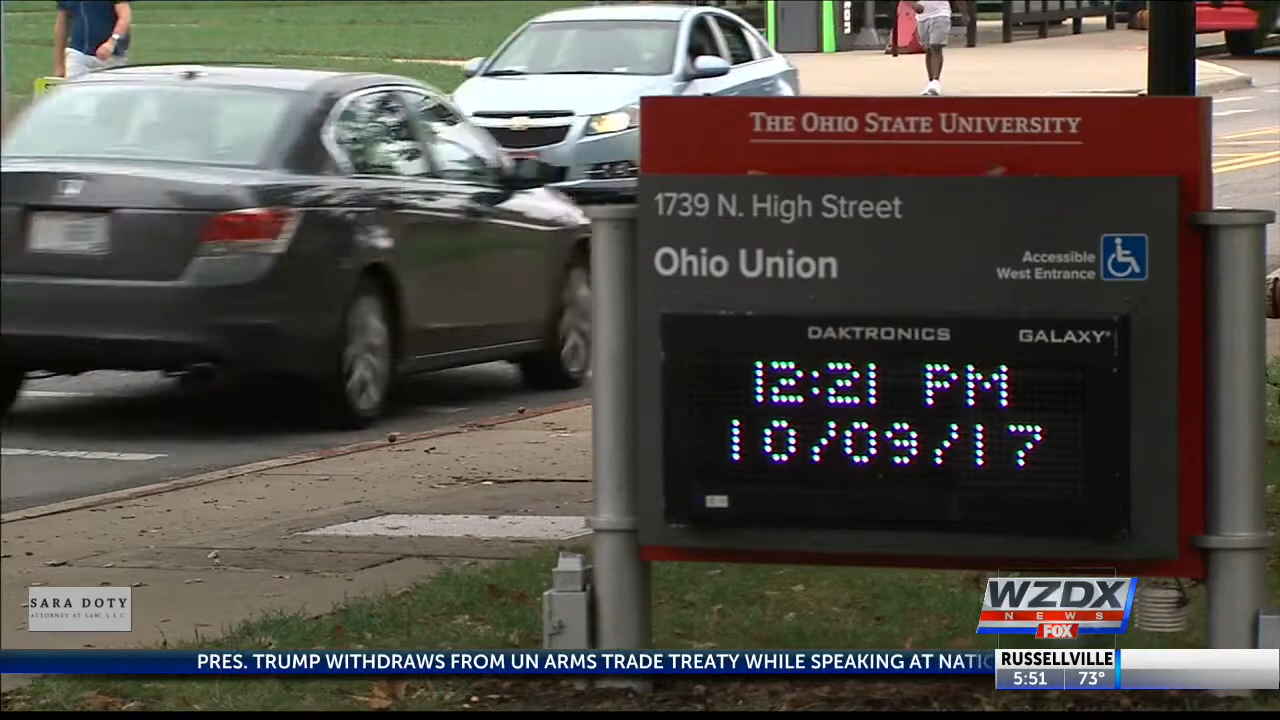 THE OHIO STATE UNIVERSITY
1739 N. High Street
Ohio Union
Accessible
West Entrance
DAKTRONICS GALAXY®
12:21 PM
10/09/17
SARA DOTY
ATTORNEY AT LAW, L.L.C
WZDX
NEWS
FOX
PRES. TRUMP WITHDRAWS FROM UN ARMS TRADE TREATY WHILE SPEAKING AT NATIO
RUSSELLVILLE
5:51 73°